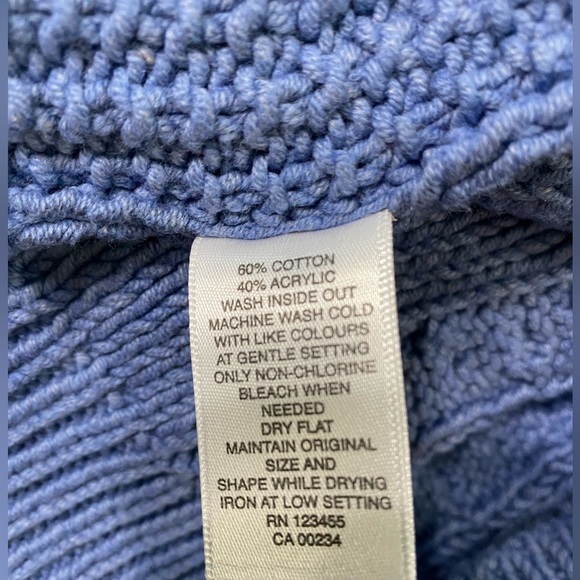 60% COTTON
40% ACRYLIC
WASH INSIDE OUT
MACHINE WASH COLD
WITH LIKE COLOURS
AT GENTLE SETTING
ONLY NON-CHLORINE
BLEACH WHEN
NEEDED
DRY FLAT
MAINTAIN ORIGINAL
SIZE AND
SHAPE WHILE DRYING
IRON AT LOW SETTING
RN 123455
CA 00234